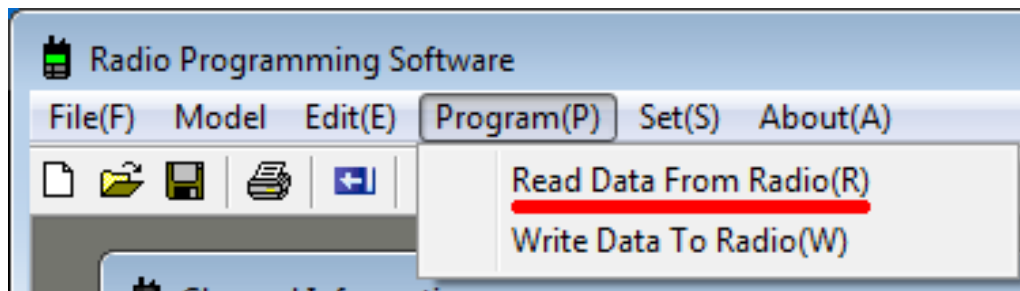 Radio Programming Software
File(F) Model Edit(E) Program(P) Set(S) About(A)
Read Data From Radio(R)
Write Data To Radio(W)